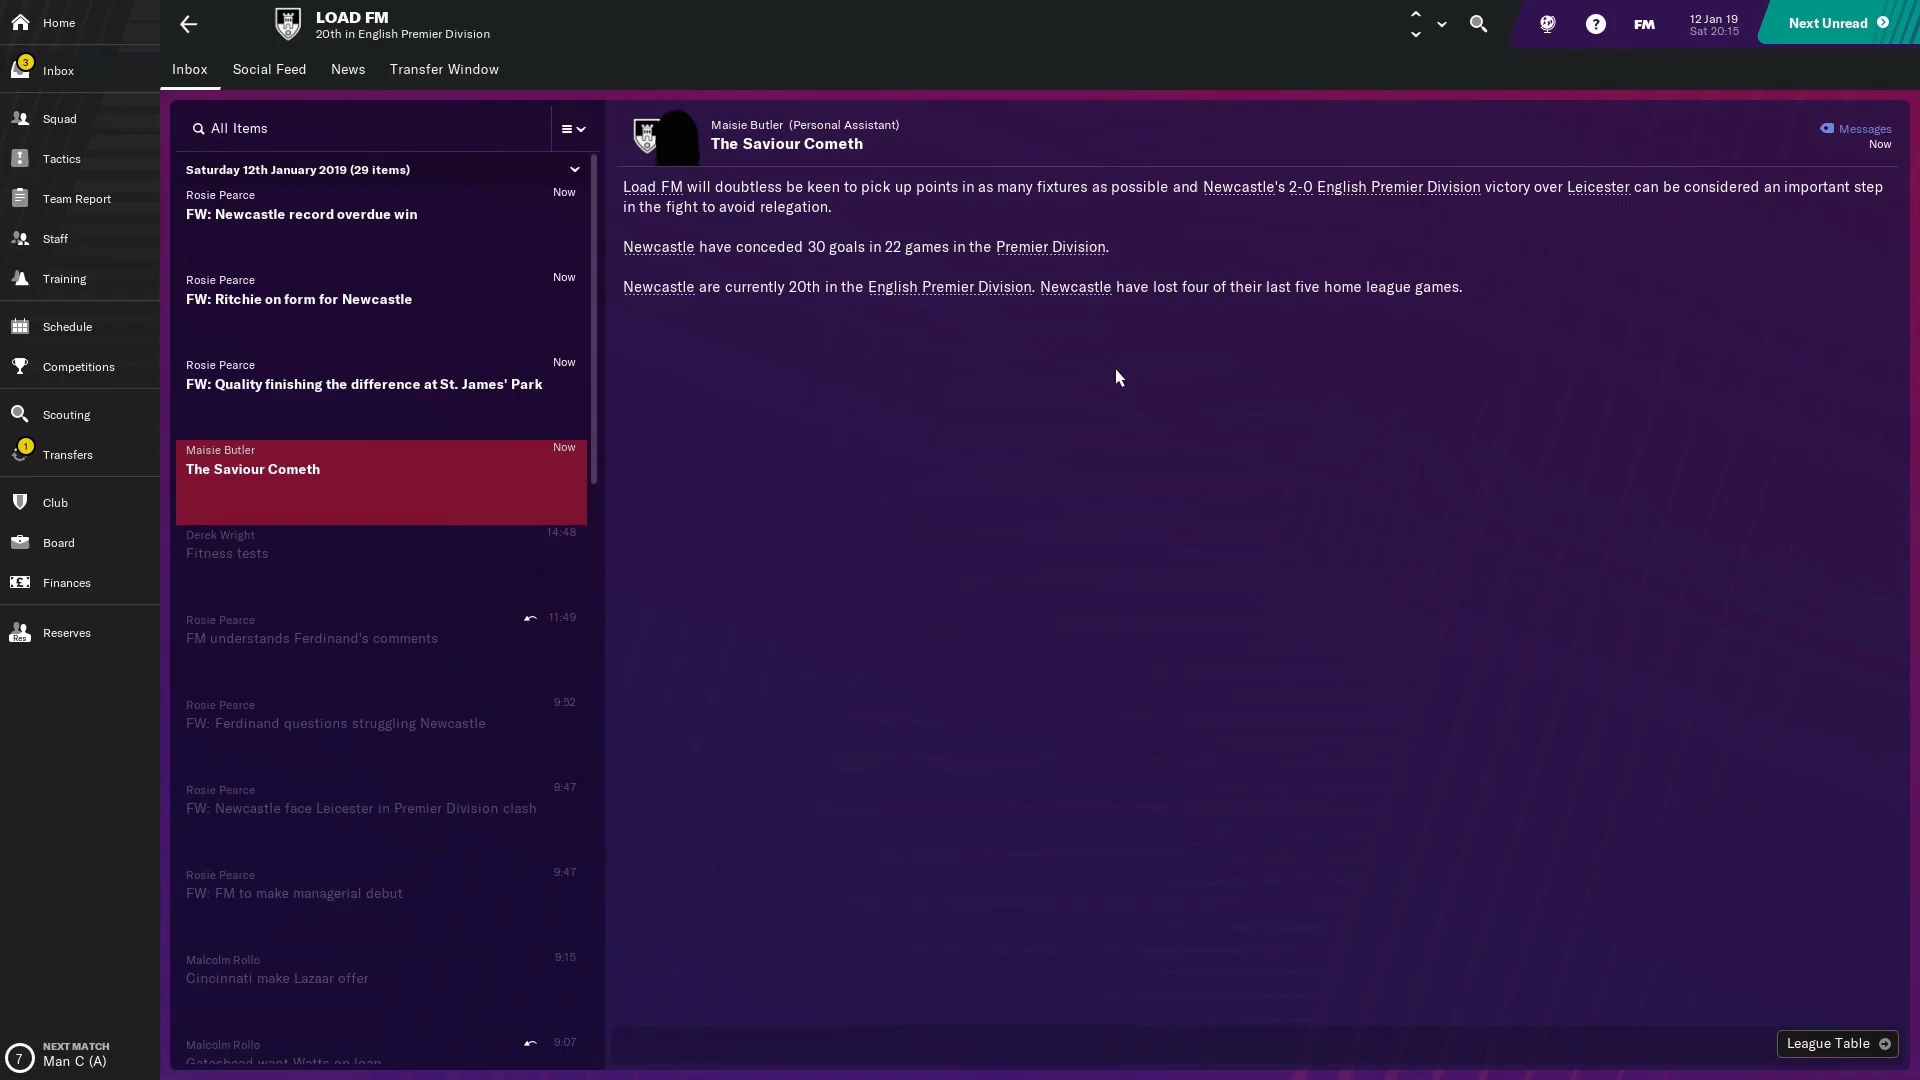 Home
3
Inbox
Squad
Tactics
Team Report
Staff
Training
Schedule
Competitions
Scouting
1
Transfers
Club
Board
£
Finances
Res
Reserves
7
NEXT MATCH
Man C (A)
LOAD FM
20th in English Premier Division
?
FM
12 Jan 19
Sat 20:15
Next Unread
Inbox
Social Feed
News
Transfer Window
All Items
Saturday 12th January 2019 (29 items)
Rosie Pearce
Now
FW: Newcastle record overdue win
Rosie Pearce
Now
FW: Ritchie on form for Newcastle
Rosie Pearce
Now
FW: Quality finishing the difference at St. James' Park
Maisie Butler
Now
The Saviour Cometh
Derek Wright
14:48
Fitness tests
Rosie Pearce
11:49
FM understands Ferdinand's comments
Rosie Pearce
9:52
FW: Ferdinand questions struggling Newcastle
Rosie Pearce
9:47
FW: Newcastle face Leicester in Premier Division clash
Rosie Pearce
9:47
FW: FM to make managerial debut
Malcolm Rollo
9:15
Cincinnati make Lazaar offer
Malcolm Rollo
9:07
Gateshead want Watts on loan
Maisie Butler (Personal Assistant)
The Saviour Cometh
Messages
Now
Load FM will doubtless be keen to pick up points in as many fixtures as possible and Newcastle's 2-0 English Premier Division victory over Leicester can be considered an important step
in the fight to avoid relegation.
Newcastle have conceded 30 goals in 22 games in the Premier Division.
Newcastle are currently 20th in the English Premier Division. Newcastle have lost four of their last five home league games.
League Table